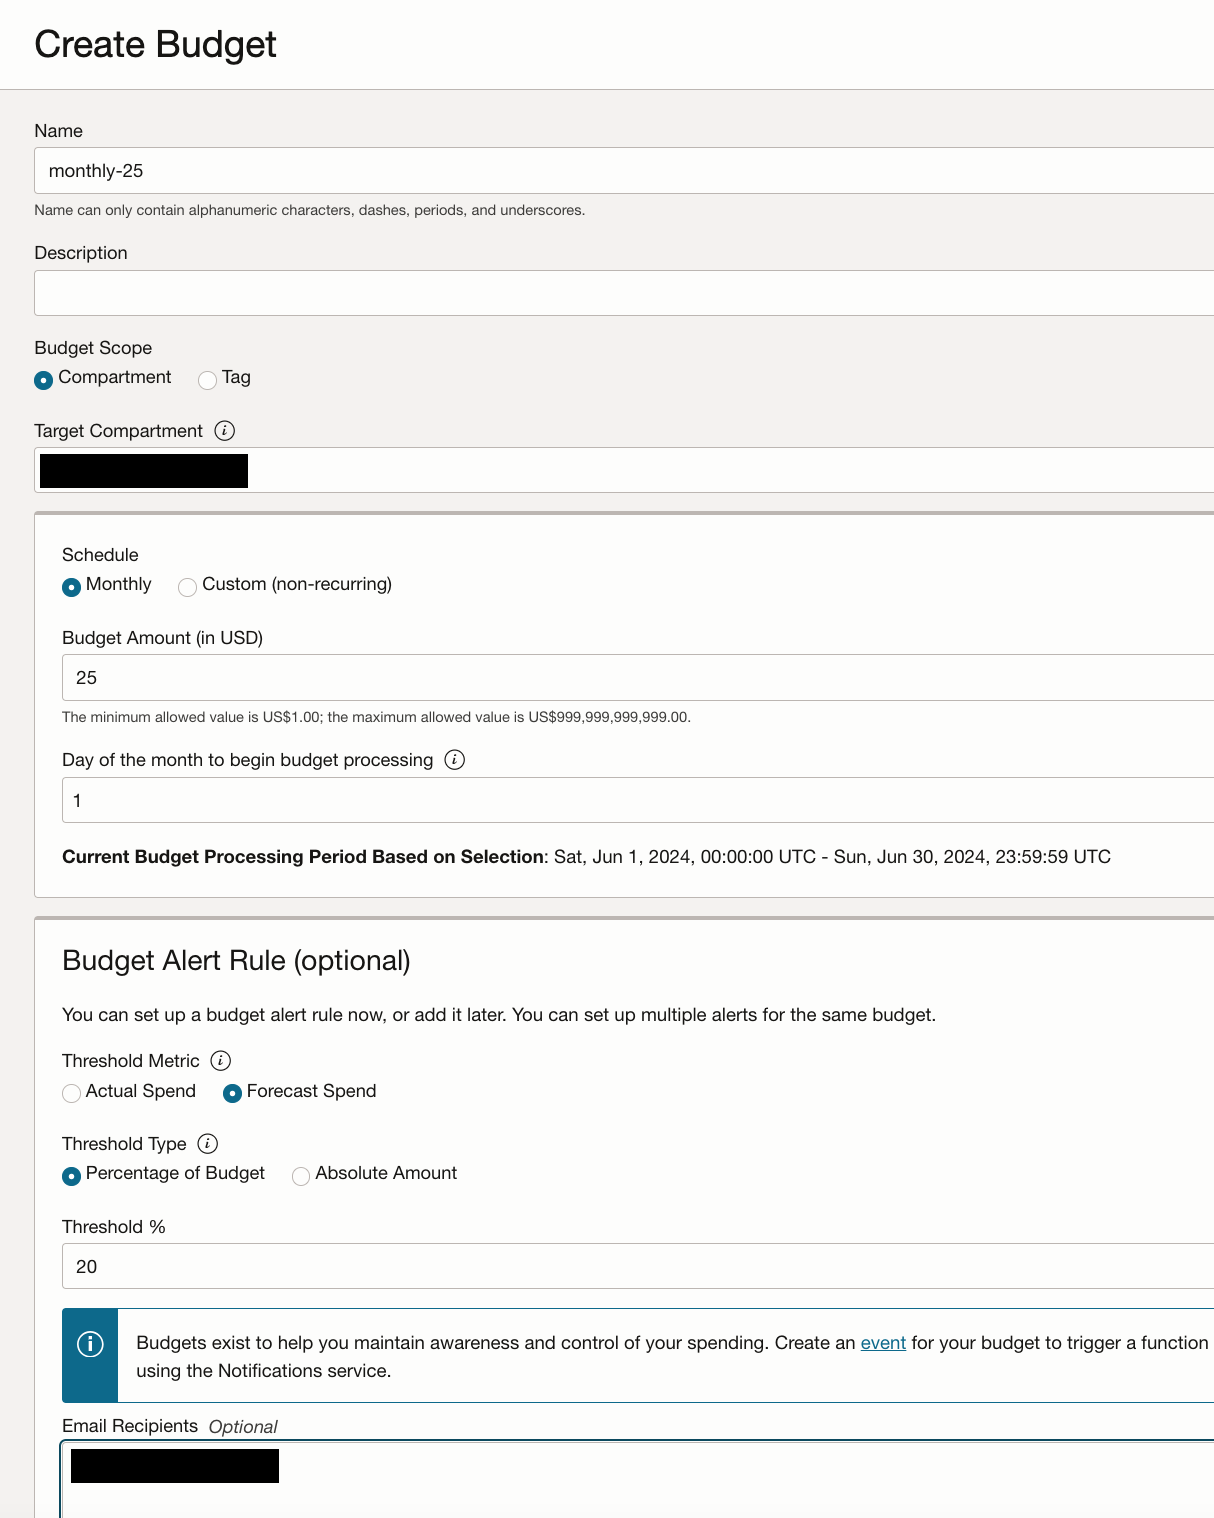 Create Budget
Name
monthly-25
Name can only contain alphanumeric characters, dashes, periods, and underscores.
Description
Budget Scope
Compartment Tag
Target Compartment i
Schedule
Monthly Custom (non-recurring)
Budget Amount (in USD)
25
The minimum allowed value is US$1.00; the maximum allowed value is US$999,999,999,999.00.
Day of the month to begin budget processing i
1
Current Budget Processing Period Based on Selection: Sat, Jun 1, 2024, 00:00:00 UTC - Sun, Jun 30, 2024, 23:59:59 UTC
Budget Alert Rule (optional)
You can set up a budget alert rule now, or add it later. You can set up multiple alerts for the same budget.
Threshold Metric i
Actual Spend Forecast Spend
Threshold Type i
Percentage of Budget Absolute Amount
Threshold %
20
i Budgets exist to help you maintain awareness and control of your spending. Create an event for your budget to trigger a function
using the Notifications service.
Email Recipients Optional